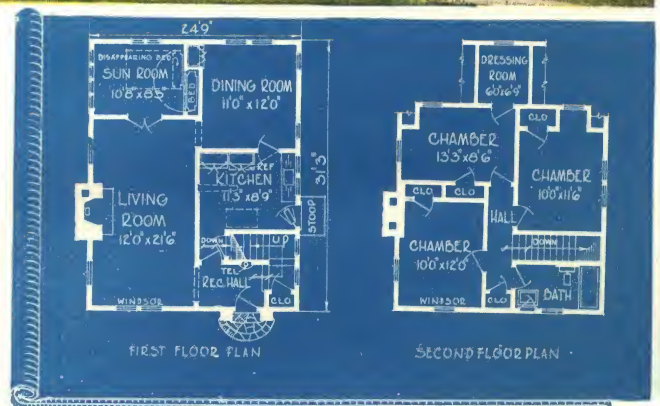 24'9"
DISAPPEARING BED
SUN ROOM
10'8"x8'5"
BED
DINING ROOM
11'0" x 12'0"
REF
KITCHEN
11'3"x8'9"
31'3"
STOOP
LIVING
ROOM
12'0"x21'6"
DOWN
UP
TEL
REC. HALL
CLO
WINDSOR
FIRST FLOOR PLAN
DRESSING
ROOM
6'0"x6'9"
CLO
CHAMBER
13'3"x8'6"
CHAMBER
10'0"x11'6"
CLO
CLO
HALL
CHAMBER
10'0"x12'0"
DOWN
BATH
CLO
WINDSOR
SECOND FLOOR PLAN